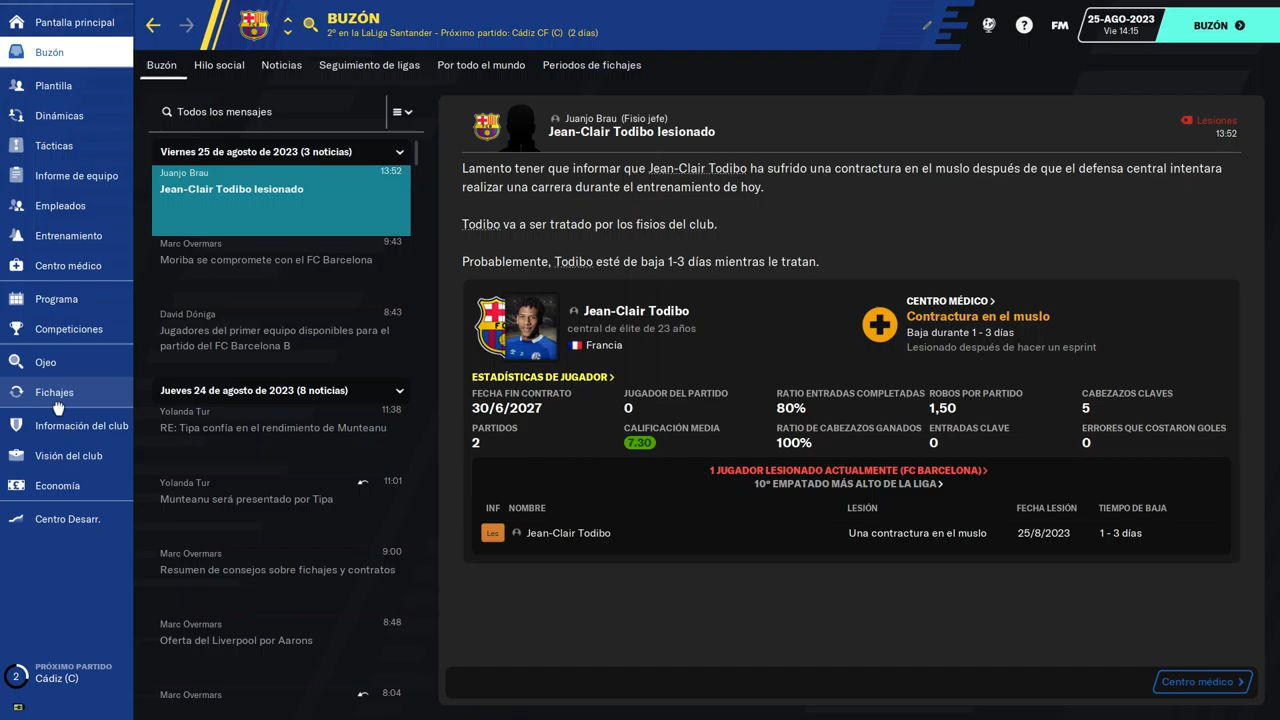 Pantalla principal
Buzón
Plantilla
Dinámicas
Tácticas
Informe de equipo
Empleados
Entrenamiento
Centro médico
Programa
Competiciones
Ojeo
Fichajes
Información del club
Visión del club
Economía
Centro Desarr.
2
PRÓXIMO PARTIDO
Cádiz (C)
BUZÓN
2º en la LaLiga Santander - Próximo partido: Cádiz CF (C) (2 días)
FM
25-AGO-2023
Vie 14:15
BUZÓN
Buzón
Hilo social
Noticias
Seguimiento de ligas
Por todo el mundo
Periodos de fichajes
Todos los mensajes
Viernes 25 de agosto de 2023 (3 noticias)
Juanjo Brau 13:52
Jean-Clair Todibo lesionado
Marc Overmars 9:43
Moriba se compromete con el FC Barcelona
David Dóniga 8:43
Jugadores del primer equipo disponibles para el
partido del FC Barcelona B
Jueves 24 de agosto de 2023 (8 noticias)
Yolanda Tur 11:38
RE: Tipa confía en el rendimiento de Munteanu
Yolanda Tur 11:01
Munteanu será presentado por Tipa
Marc Overmars 9:00
Resumen de consejos sobre fichajes y contratos
Marc Overmars 8:48
Oferta del Liverpool por Aarons
Marc Overmars 8:04
Juanjo Brau (Fisio jefe)
Jean-Clair Todibo lesionado
Lesiones
13:52
Lamento tener que informar que Jean-Clair Todibo ha sufrido una contractura en el muslo después de que el defensa central intentara
realizar una carrera durante el entrenamiento de hoy.
Todibo va a ser tratado por los fisios del club.
Probablemente, Todibo esté de baja 1-3 días mientras le tratan.
Jean-Clair Todibo
central de élite de 23 años
Francia
CENTRO MÉDICO >
Contractura en el muslo
Baja durante 1 - 3 días
Lesionado después de hacer un esprint
ESTADÍSTICAS DE JUGADOR >
FECHA FIN CONTRATO JUGADOR DEL PARTIDO RATIO ENTRADAS COMPLETADAS ROBOS POR PARTIDO CABEZAZOS CLAVES
30/6/2027 0 80% 1,50 5
PARTIDOS CALIFICACIÓN MEDIA RATIO DE CABEZAZOS GANADOS ENTRADAS CLAVE ERRORES QUE COSTARON GOLES
2 7.30 100% 0 0
1 JUGADOR LESIONADO ACTUALMENTE (FC BARCELONA) >
10º EMPATADO MÁS ALTO DE LA LIGA >
INF NOMBRE LESIÓN FECHA LESIÓN TIEMPO DE BAJA
Les Jean-Clair Todibo Una contractura en el muslo 25/8/2023 1 - 3 días
Centro médico >